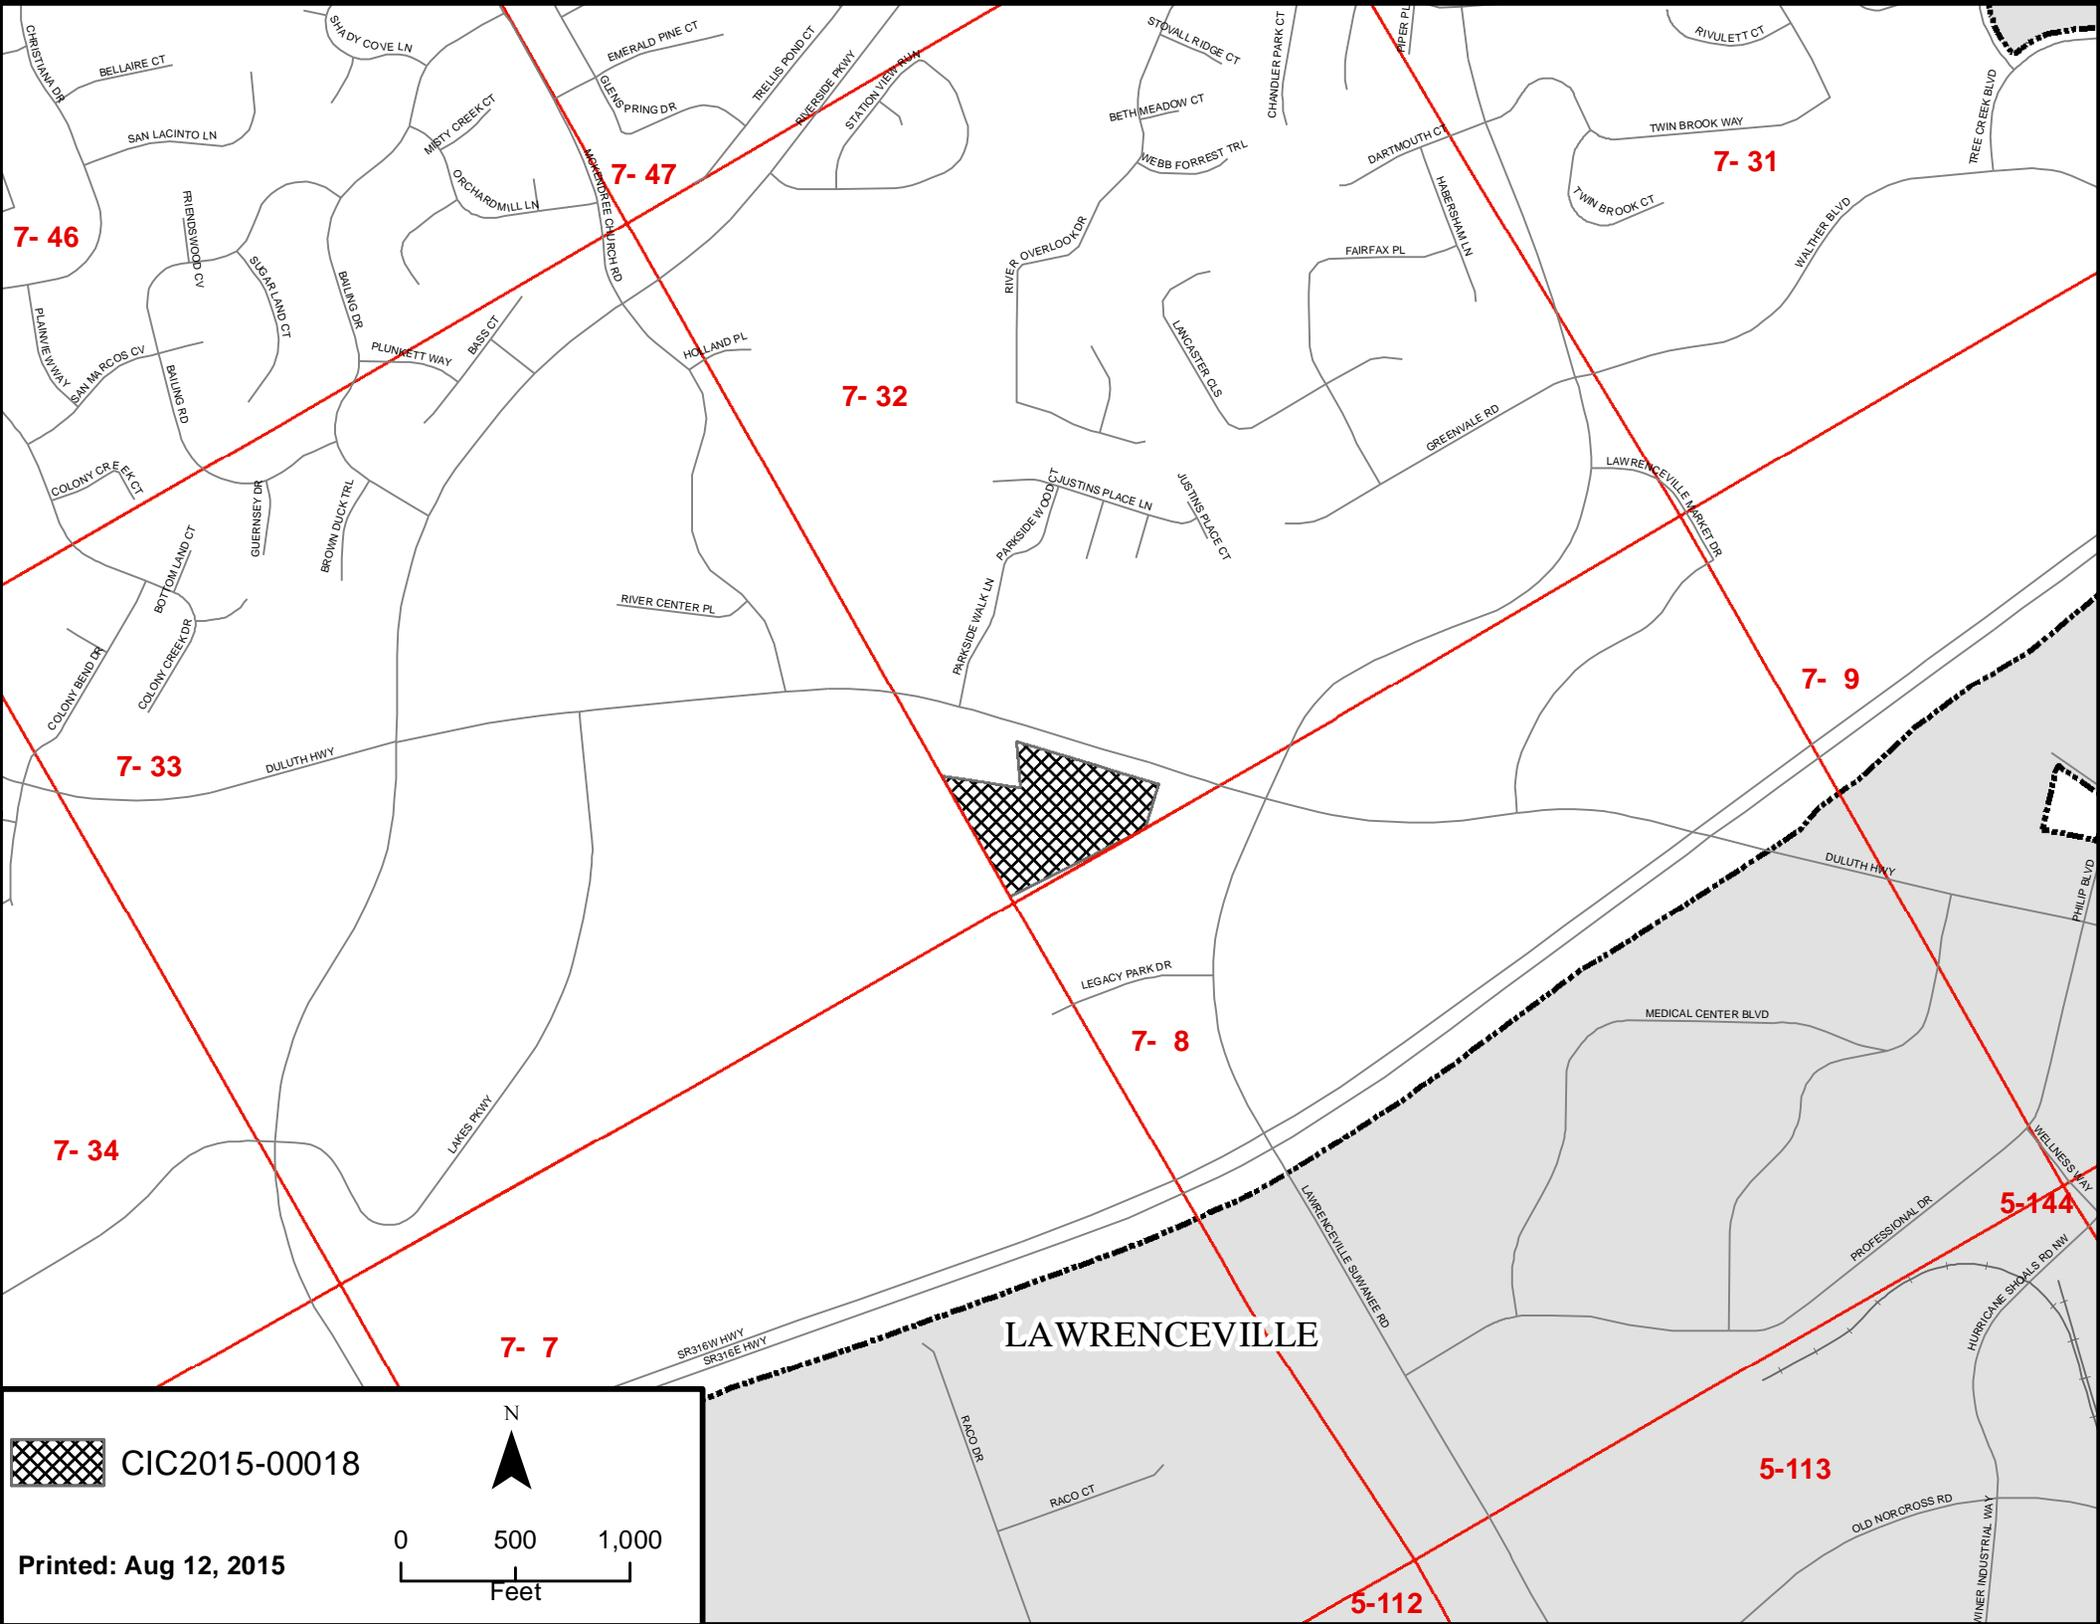 SHADY COVE LN
CHRISTIANA DR
BELLAIRE CT
EMERALD PINE CT
TRELLIS POND CT
RIVERSIDE PKWY
STATION VIEW RUN
STOVALL RIDGE CT
CHANDLER PARK CT
PIPER PL
RIVULETT CT
TREE CREEK BLVD
SAN LACINTO LN
MISTY CREEK CT
GLENSPRING DR
BETH MEADOW CT
WEBB FORREST TRL
DARTMOUTH CT
TWIN BROOK WAY
7- 31
7- 47
MCKENDREE CHURCH RD
ORCHARDMILL LN
FRIENDSWOOD CV
7- 46
SUGAR LAND CT
BAILING DR
RIVER OVERLOOK DR
HABERSHAM LN
FAIRFAX PL
TWIN BROOK CT
WALTHER BLVD
PLAINVIEW WAY
SAN MARCOS CV
BAILING RD
PLUNKETT WAY
BASS CT
HOLLAND PL
7- 32
LANCASTER CLS
GREENVALE RD
COLONY CREEK CT
GUERNSEY DR
BROWN DUCK TRL
PARKSIDE WOOD CT
JUSTINS PLACE LN
JUSTINS PLACE CT
LAWRENCEVILLE MARKET DR
BOTTOM LAND CT
COLONY CREEK DR
COLONY BEND DR
RIVER CENTER PL
PARKSIDE WALK LN
7- 9
7- 33
DULUTH HWY
DULUTH HWY
PHILIP BLVD
LEGACY PARK DR
7- 8
MEDICAL CENTER BLVD
LAKES PKWY
7- 34
WELLNESS WAY
5-144
PROFESSIONAL DR
HURRICANE SHOALS RD NW
LAWRENCEVILLE SUWANEE RD
7- 7
SR316W HWY
SR316E HWY
LAWRENCEVILLE
RACO DR
RACO CT
5-113
OLD NORCROSS RD
WINER INDUSTRIAL WAY
5-112
N
CIC2015-00018
0 500 1,000
Feet
Printed: Aug 12, 2015